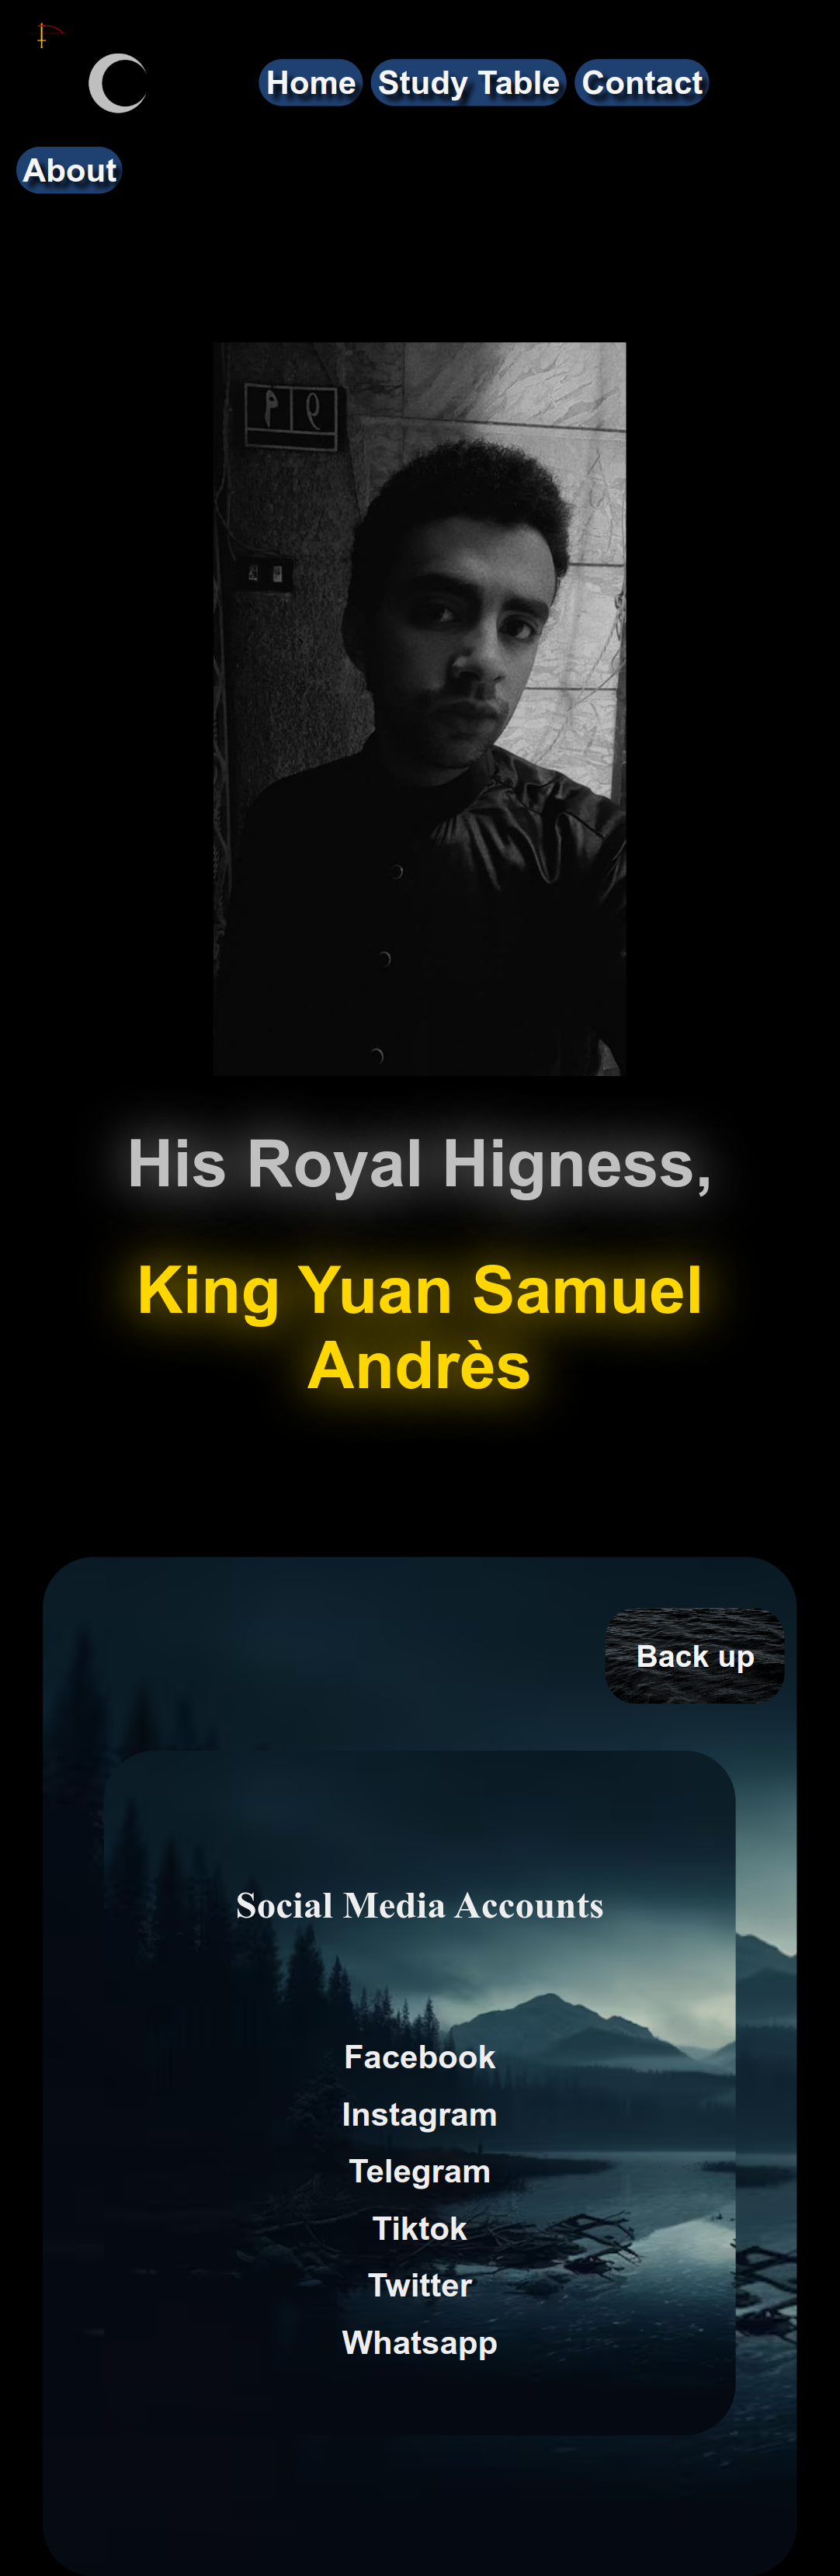 Home Study Table Contact
About
His Royal Higness,
King Yuan Samuel
Andrès
Back up
Social Media Accounts
Facebook
Instagram
Telegram
Tiktok
Twitter
Whatsapp